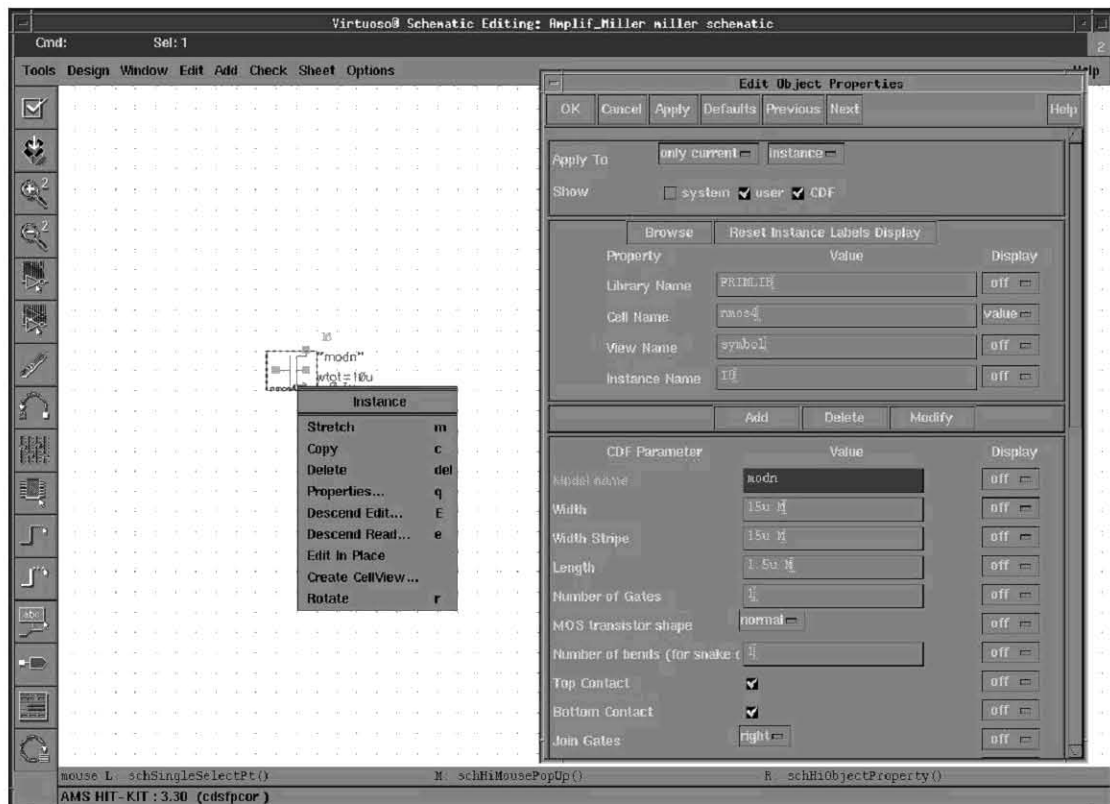 Virtuoso® Schematic Editing: Amplif_Miller miller schematic
Cmd: Sel: 1
2
Tools Design Window Edit Add Check Sheet Options Help
Edit Object Properties
OK Cancel Apply Defaults Previous Next Help
Apply To only current instance
Show system user CDF
Browse Reset Instance Labels Display
Property Value Display
Library Name PRIMLIB off
Cell Name nmos4 value
View Name symbol off
Instance Name I0 off
Add Delete Modify
CDF Parameter Value Display
Model name modn off
Width 15u M off
Width Stripe 15u M off
Length 1.5u M off
Number of Gates 1 off
MOS transistor shape normal off
Number of bends (for snake 1 off
Top Contact off
Bottom Contact off
Join Gates right off
"modn"
wtot=10u
Instance
Stretch m
Copy c
Delete del
Properties... q
Descend Edit... E
Descend Read... e
Edit In Place
Create CellView...
Rotate r
abc
mouse L: schSingleSelectPt() M: schHiMousePopUp() R: schHiObjectProperty()
AMS HIT-KIT : 3.30 (cdsfpcor )